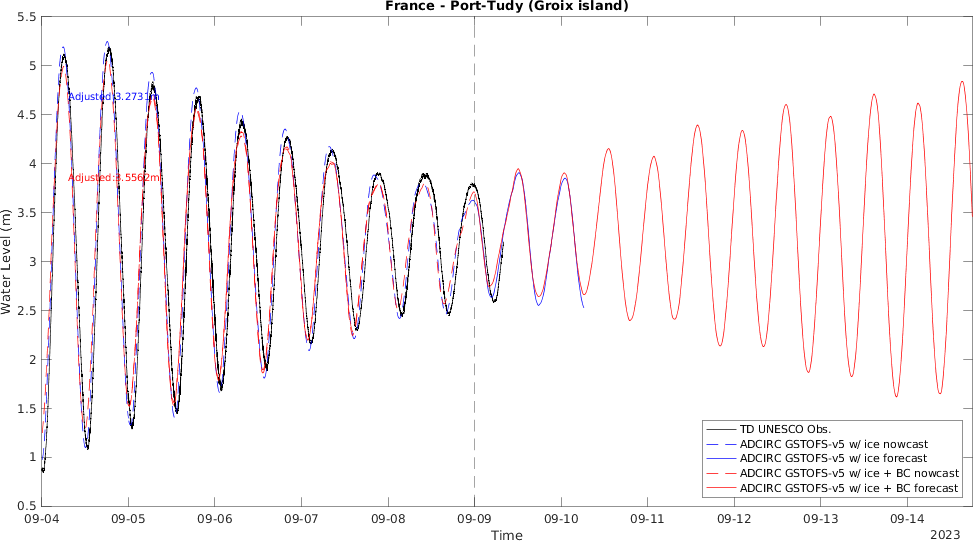 France - Port-Tudy (Groix island)
5.5
5
4.5
4
3.5
3
2.5
2
1.5
1
0.5
Water Level (m)
Adjusted:3.2731m
Adjusted:3.5562m
TD UNESCO Obs.
ADCIRC GSTOFS-v5 w/ ice nowcast
ADCIRC GSTOFS-v5 w/ ice forecast
ADCIRC GSTOFS-v5 w/ ice + BC nowcast
ADCIRC GSTOFS-v5 w/ ice + BC forecast
09-04 09-05 09-06 09-07 09-08 09-09 09-10 09-11 09-12 09-13 09-14
Time
2023